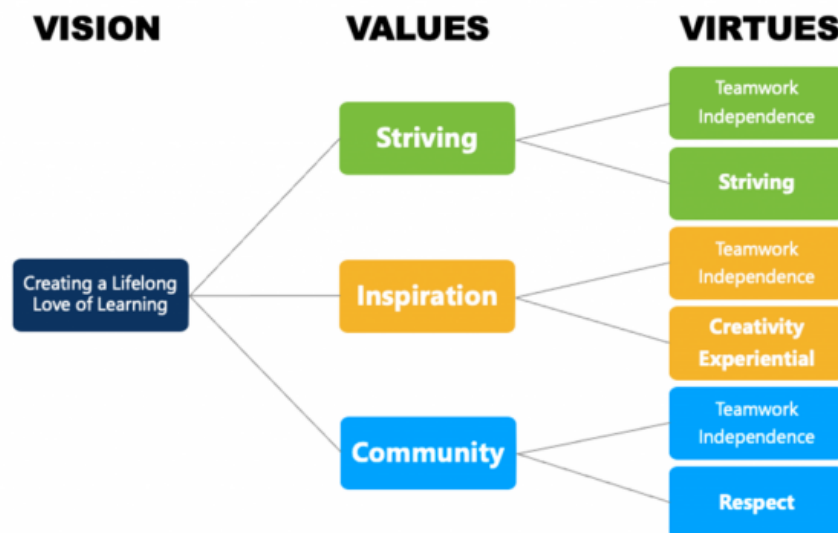 VISION
VALUES
VIRTUES
Creating a Lifelong
Love of Learning
Striving
Teamwork
Independence
Striving
Inspiration
Teamwork
Independence
Creativity
Experiential
Community
Teamwork
Independence
Respect